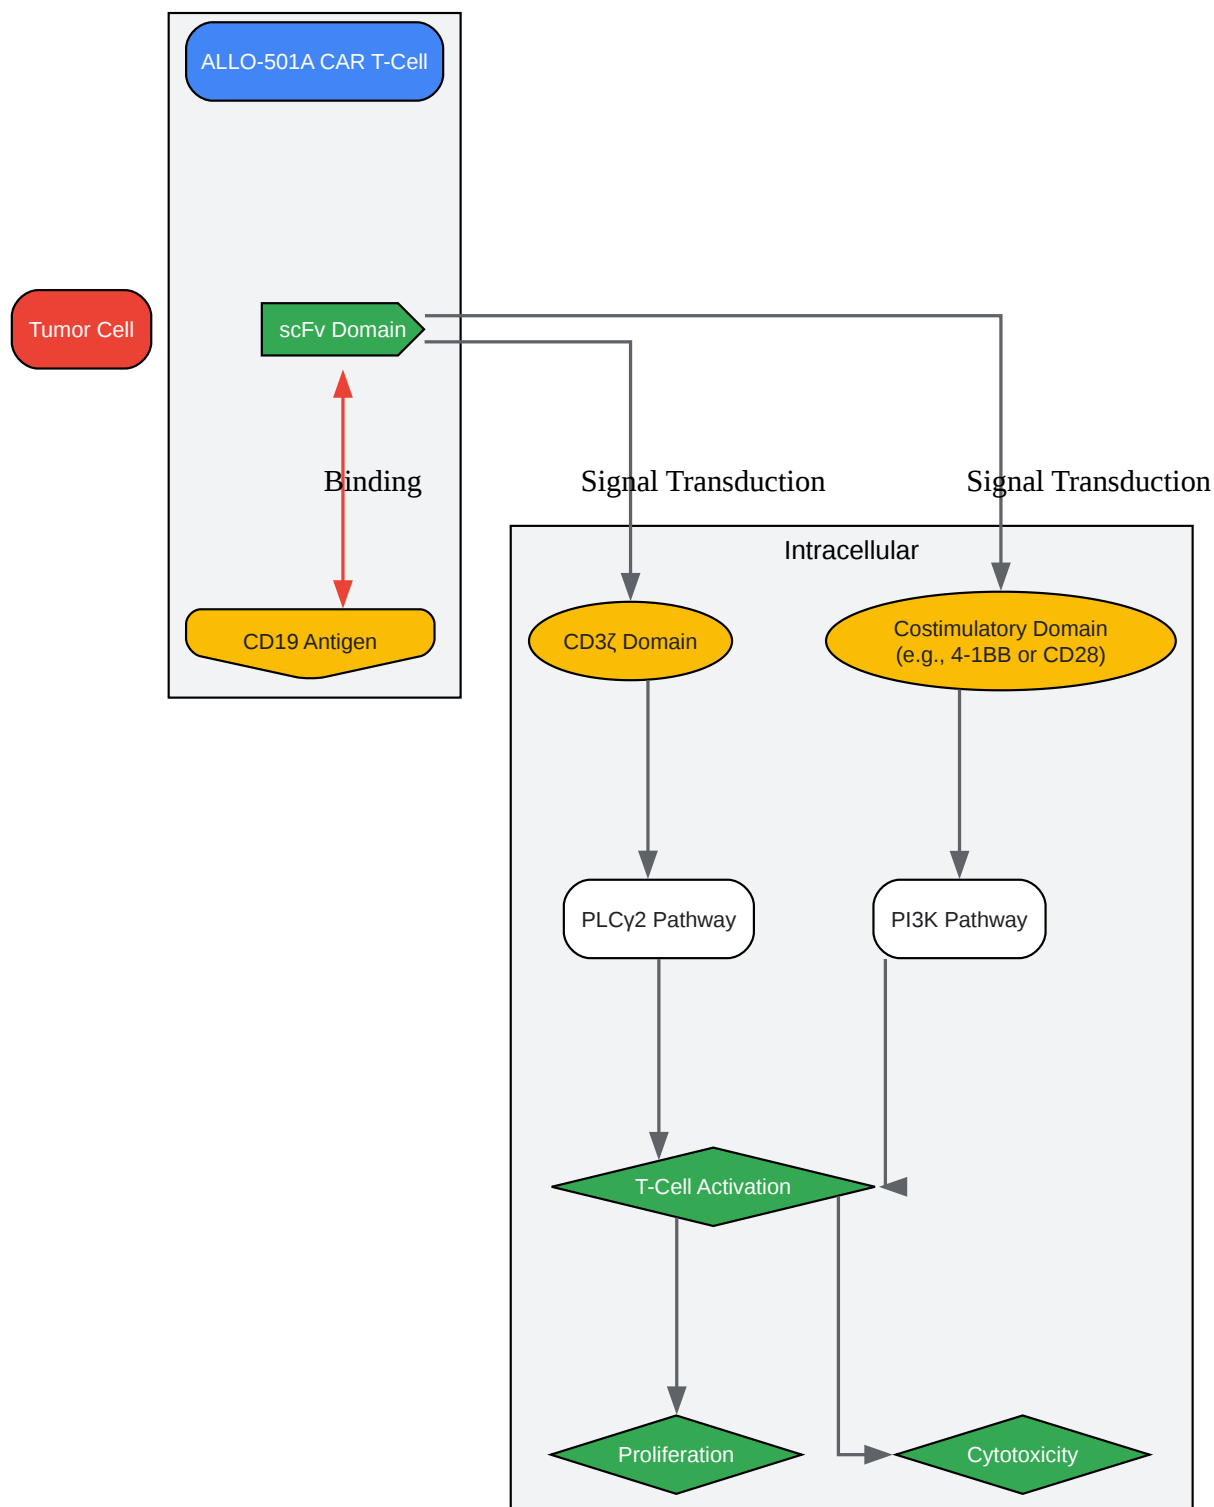 ALLO-501A CAR T-Cell
Tumor Cell
scFv Domain
Binding
Signal Transduction
Signal Transduction
Intracellular
CD19 Antigen
CD3ζ Domain
Costimulatory Domain
(e.g., 4-1BB or CD28)
PLCγ2 Pathway
PI3K Pathway
T-Cell Activation
Proliferation
Cytotoxicity